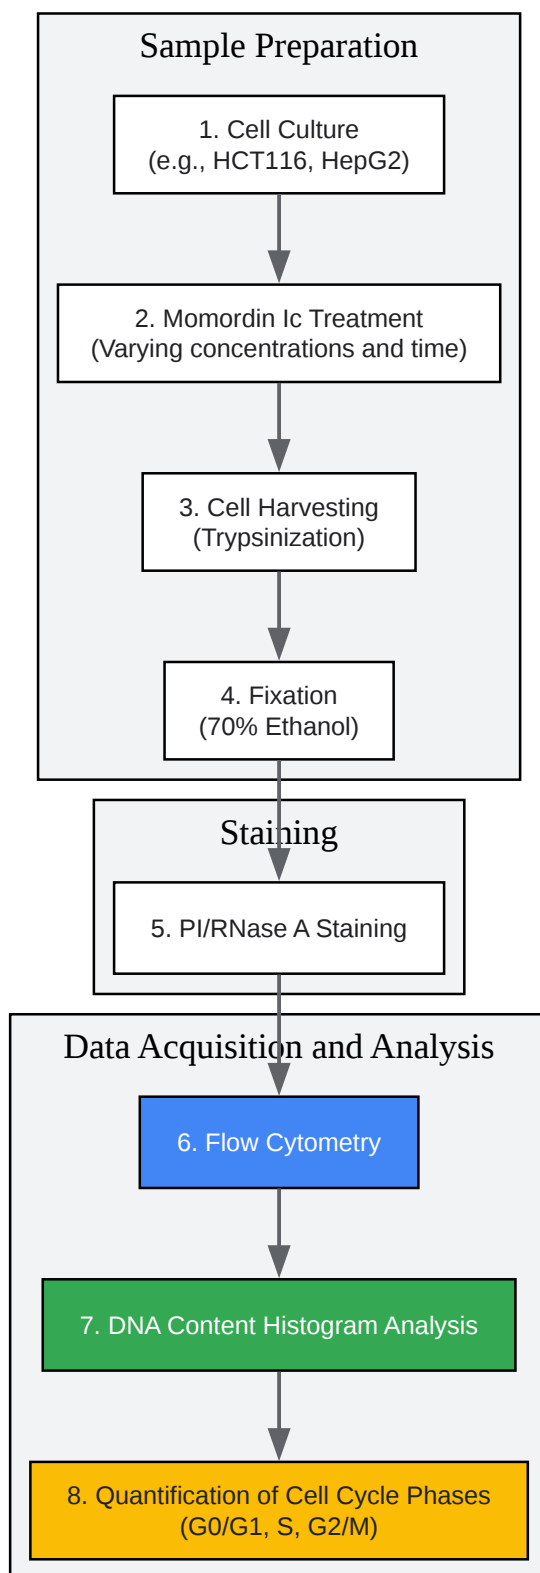 Sample Preparation
1. Cell Culture
(e.g., HCT116, HepG2)
2. Momordin Ic Treatment
(Varying concentrations and time)
3. Cell Harvesting
(Trypsinization)
4. Fixation
(70% Ethanol)
Staining
5. PI/RNase A Staining
Data Acquisition and Analysis
6. Flow Cytometry
7. DNA Content Histogram Analysis
8. Quantification of Cell Cycle Phases
(G0/G1, S, G2/M)